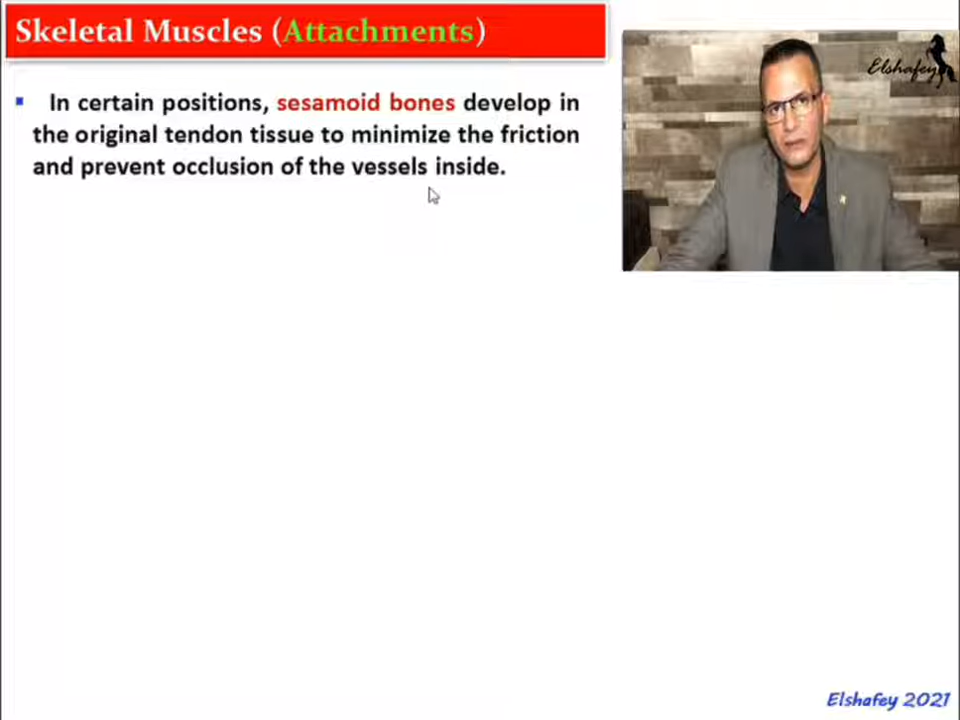 Skeletal Muscles (Attachments)
Elshafey
▪ In certain positions, sesamoid bones develop in
the original tendon tissue to minimize the friction
and prevent occlusion of the vessels inside.
Elshafey 2021